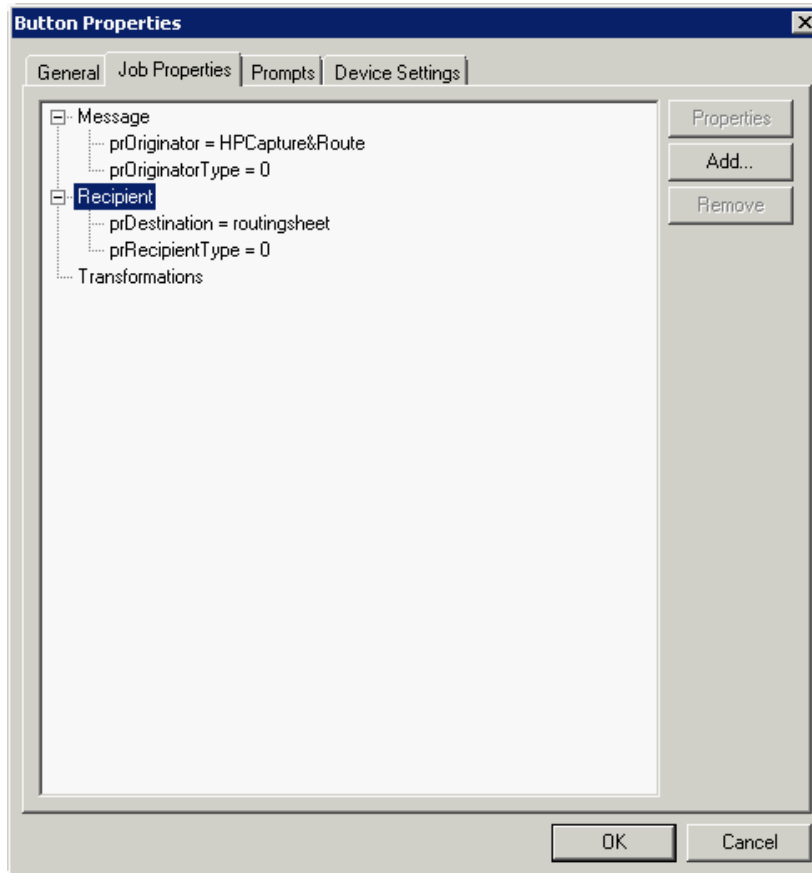 Button Properties
General Job Properties Prompts Device Settings
Message
prOriginator = HPCapture&Route
prOriginatorType = 0
Recipient
prDestination = routingsheet
prRecipientType = 0
Transformations
Properties
Add...
Remove
OK Cancel